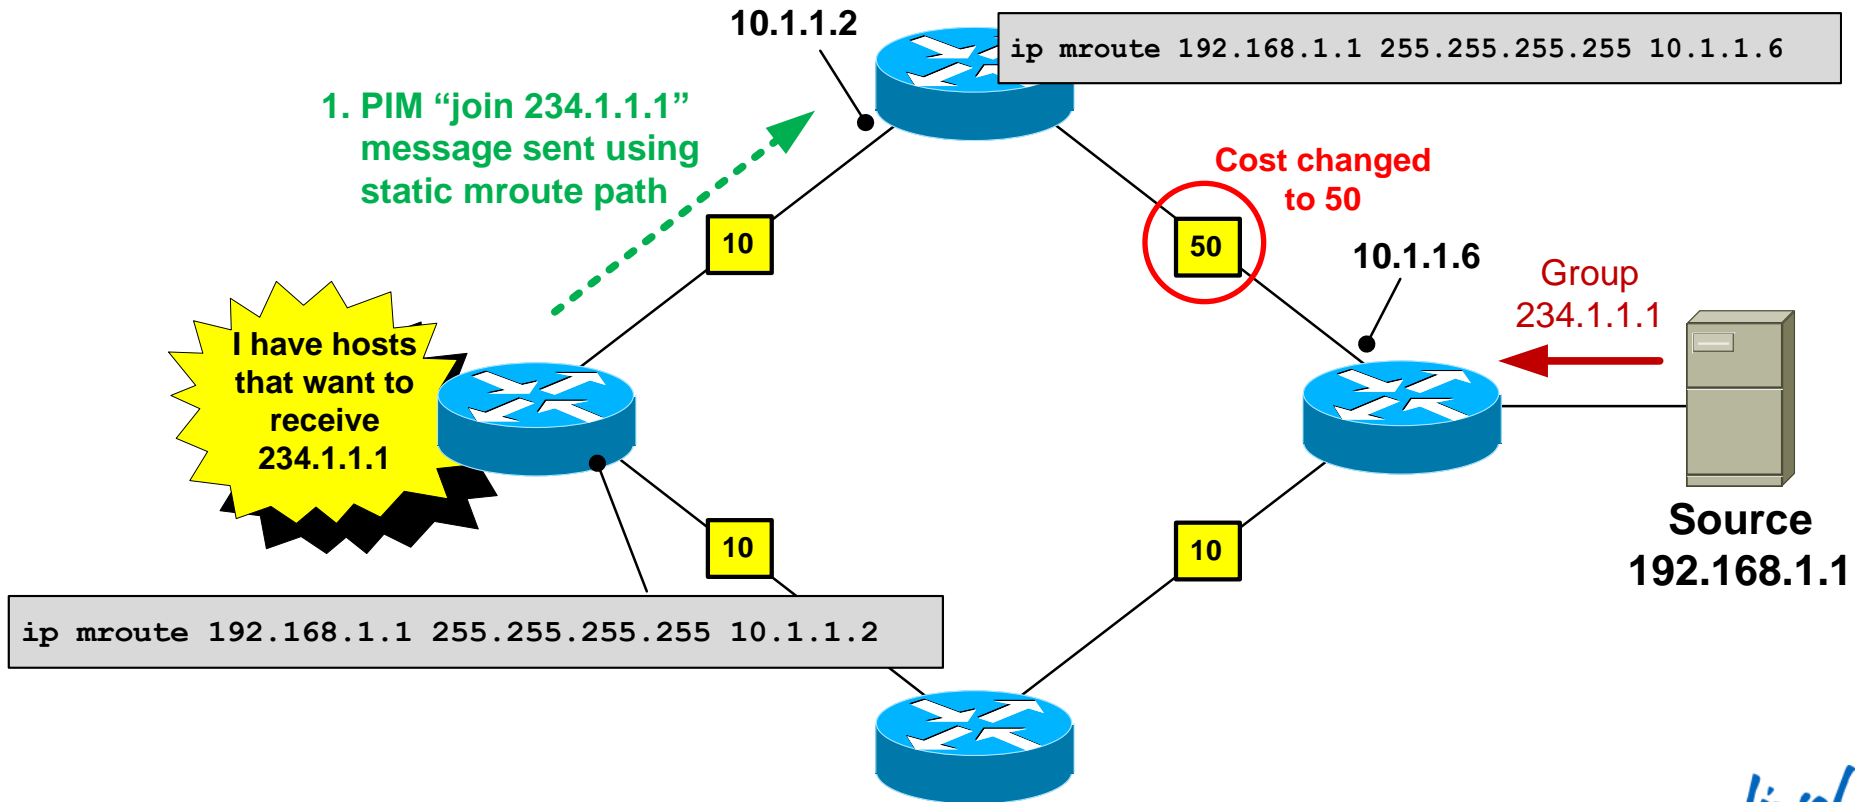 10.1.1.2
ip mroute 192.168.1.1 255.255.255.255 10.1.1.6
1. PIM “join 234.1.1.1”
message sent using
static mroute path
Cost changed
to 50
10
50
10.1.1.6
Group
234.1.1.1
I have hosts
that want to
receive
234.1.1.1
10
10
Source
192.168.1.1
ip mroute 192.168.1.1 255.255.255.255 10.1.1.2